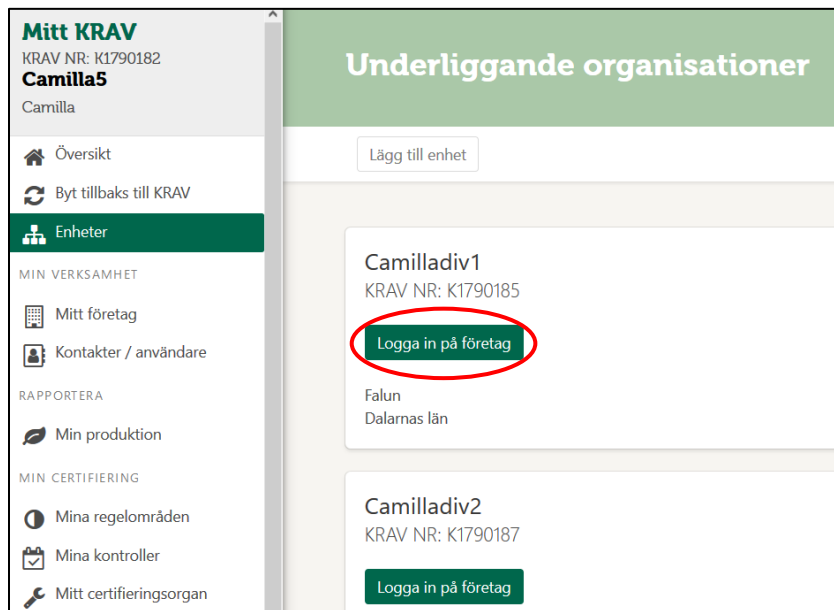 Mitt KRAV
KRAV NR: K1790182
Camilla5
Camilla
Översikt
Byt tillbaks till KRAV
Enheter
MIN VERKSAMHET
Mitt företag
Kontakter / användare
RAPPORTERA
Min produktion
MIN CERTIFIERING
Mina regelområden
Mina kontroller
Mitt certifieringsorgan
Underliggande organisationer
Lägg till enhet
Camilladiv1
KRAV NR: K1790185
Logga in på företag
Falun
Dalarnas län
Camilladiv2
KRAV NR: K1790187
Logga in på företag